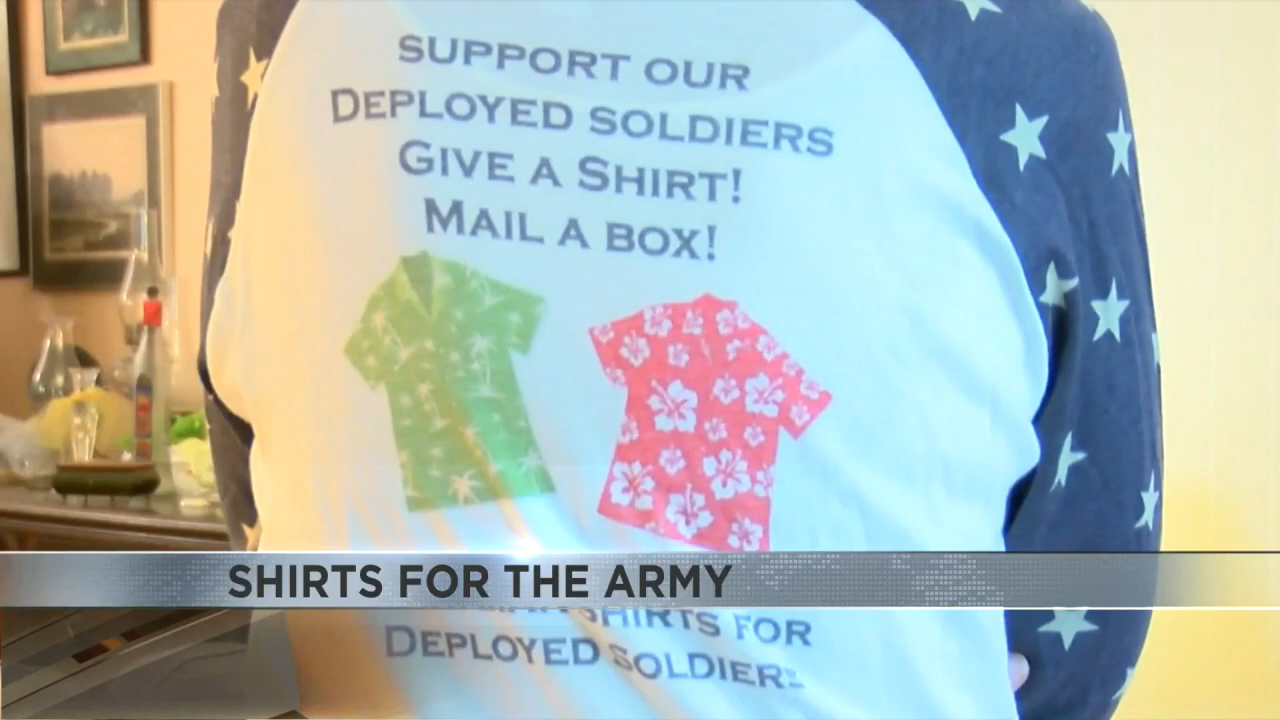 SUPPORT OUR
DEPLOYED SOLDIERS
GIVE A SHIRT!
MAIL A BOX!
SHIRTS FOR THE ARMY
SHIRTS FOR
DEPLOYED SOLDIERS